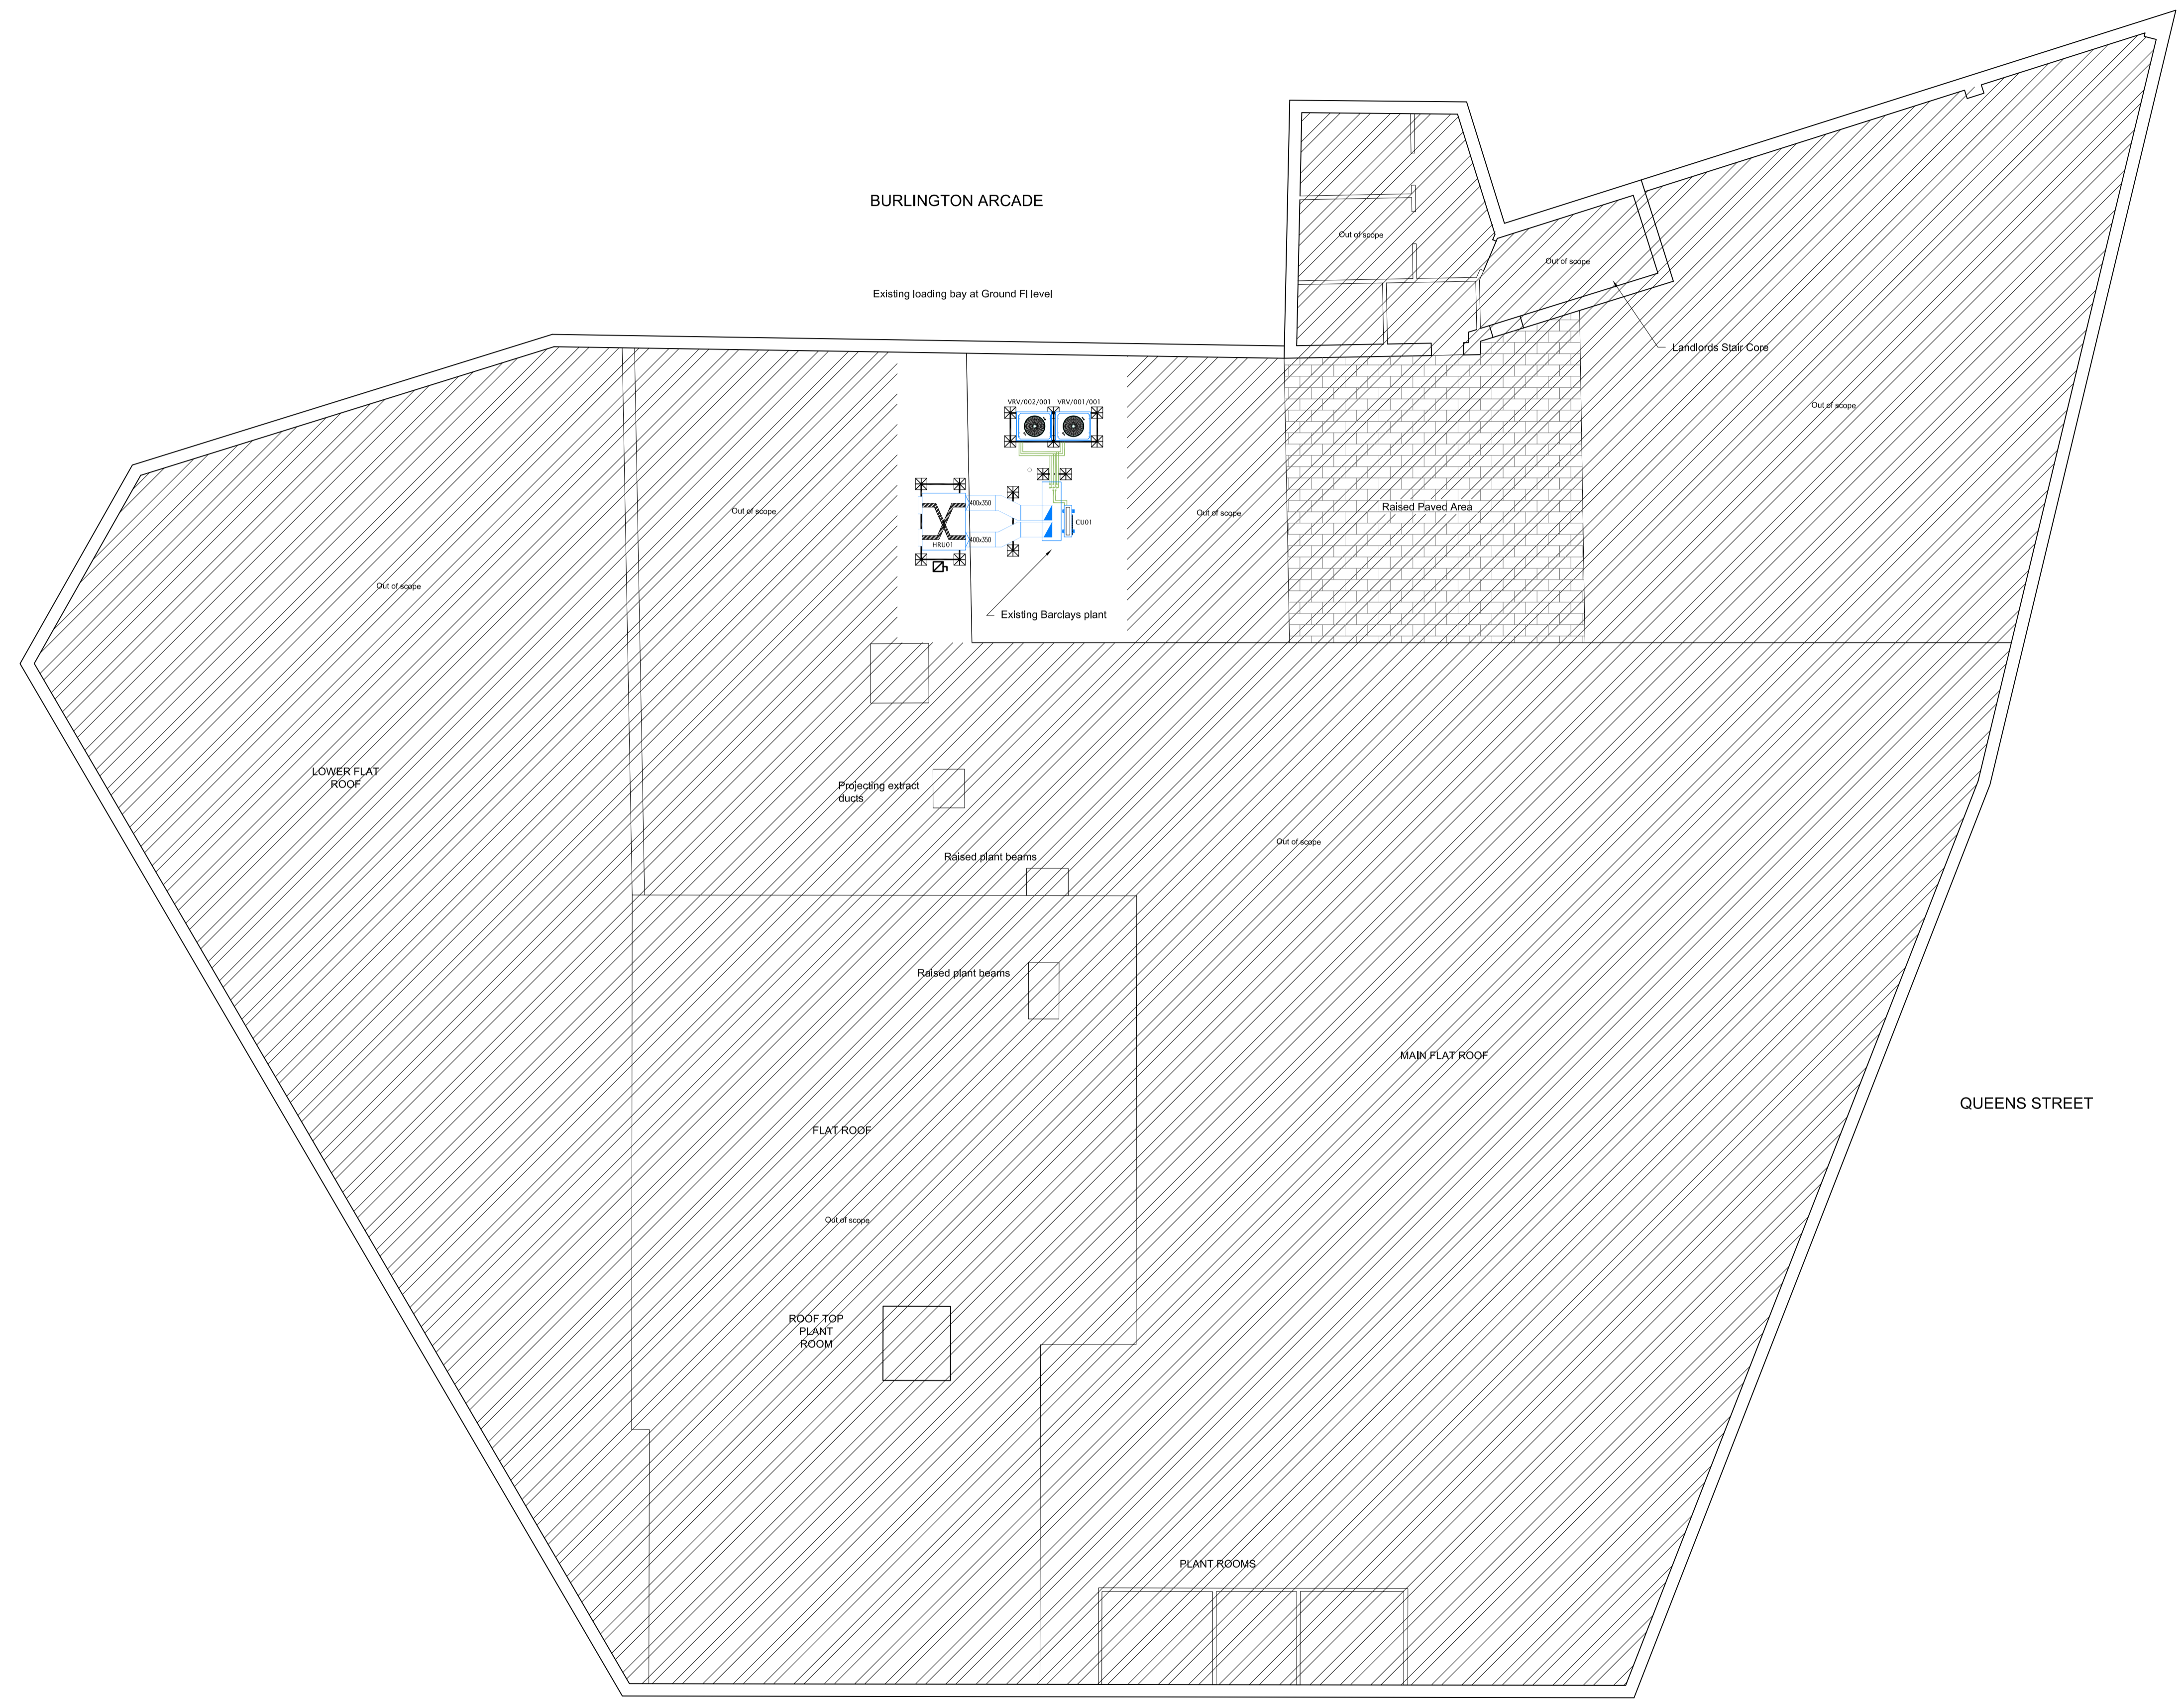 BURLINGTON ARCADE
Out of scope
Out of scope
Existing loading bay at Ground Fl level
Landlords Stair Core
VRV/002/001
VRV/001/001
Out of scope
400x350
Out of scope
Out of scope
Raised Paved Area
CU01
400x350
HRU01
Out of scope
Existing Barclays plant
LOWER FLAT
ROOF
Projecting extract
ducts
Out of scope
Raised plant beams
Raised plant beams
MAIN FLAT ROOF
QUEENS STREET
FLAT ROOF
Out of scope
ROOF TOP
PLANT
ROOM
PLANT ROOMS